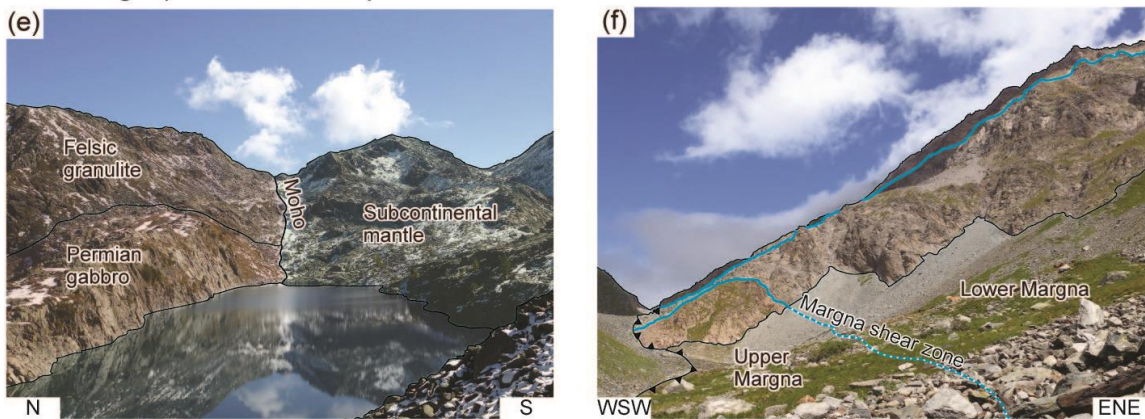 (e)
Felsic
granulite
Permian
gabbro
Moho
Subcontinental
mantle
N
S
(f)
Lower Margna
Margna shear zone
Upper
Margna
WSW
ENE